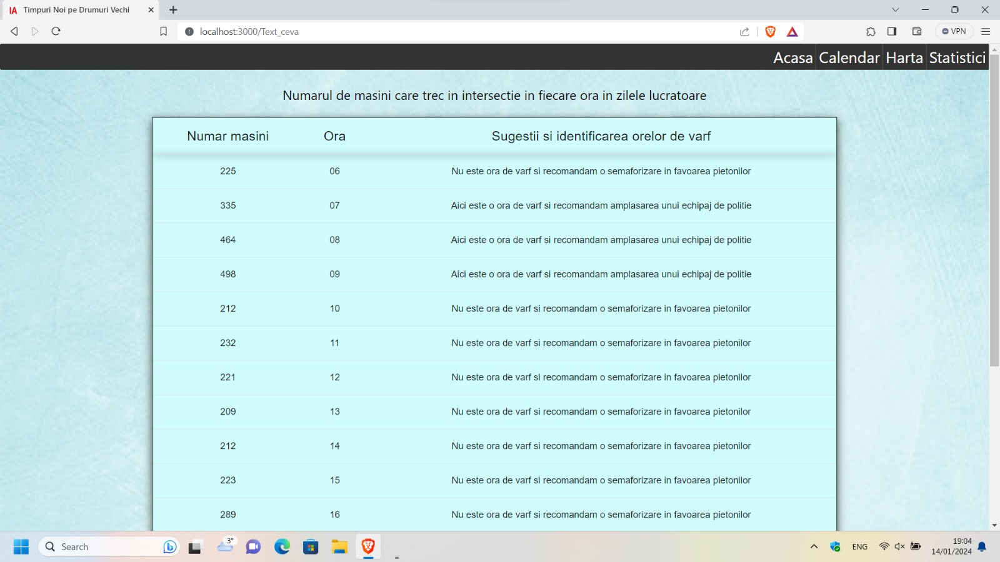 IA Timpuri Noi pe Drumuri Vechi
localhost:3000/Text_ceva
VPN
Acasa Calendar Harta Statistici
Numarul de masini care trec in intersectie in fiecare ora in zilele lucratoare
Numar masini Ora Sugestii si identificarea orelor de varf
225 06 Nu este ora de varf si recomandam o semaforizare in favoarea pietonilor
335 07 Aici este o ora de varf si recomandam amplasarea unui echipaj de politie
464 08 Aici este o ora de varf si recomandam amplasarea unui echipaj de politie
498 09 Aici este o ora de varf si recomandam amplasarea unui echipaj de politie
212 10 Nu este ora de varf si recomandam o semaforizare in favoarea pietonilor
232 11 Nu este ora de varf si recomandam o semaforizare in favoarea pietonilor
221 12 Nu este ora de varf si recomandam o semaforizare in favoarea pietonilor
209 13 Nu este ora de varf si recomandam o semaforizare in favoarea pietonilor
212 14 Nu este ora de varf si recomandam o semaforizare in favoarea pietonilor
223 15 Nu este ora de varf si recomandam o semaforizare in favoarea pietonilor
289 16 Nu este ora de varf si recomandam o semaforizare in favoarea pietonilor
Search 3° ENG 19:04
14/01/2024